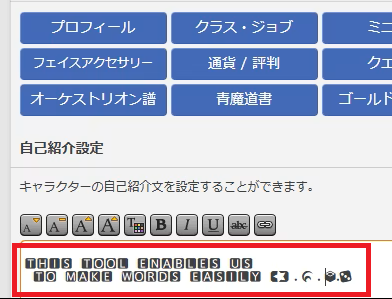 プロフィール
クラス・ジョブ
ミニ
フェイスアクセサリー
通貨 / 評判
クエ
オーケストリオン譜
青魔道書
ゴールド
自己紹介設定
キャラクターの自己紹介文を設定することができます。
A A A A T B I U abc
THIS TOOL ENABLES US
TO MAKE WORDS EASILY